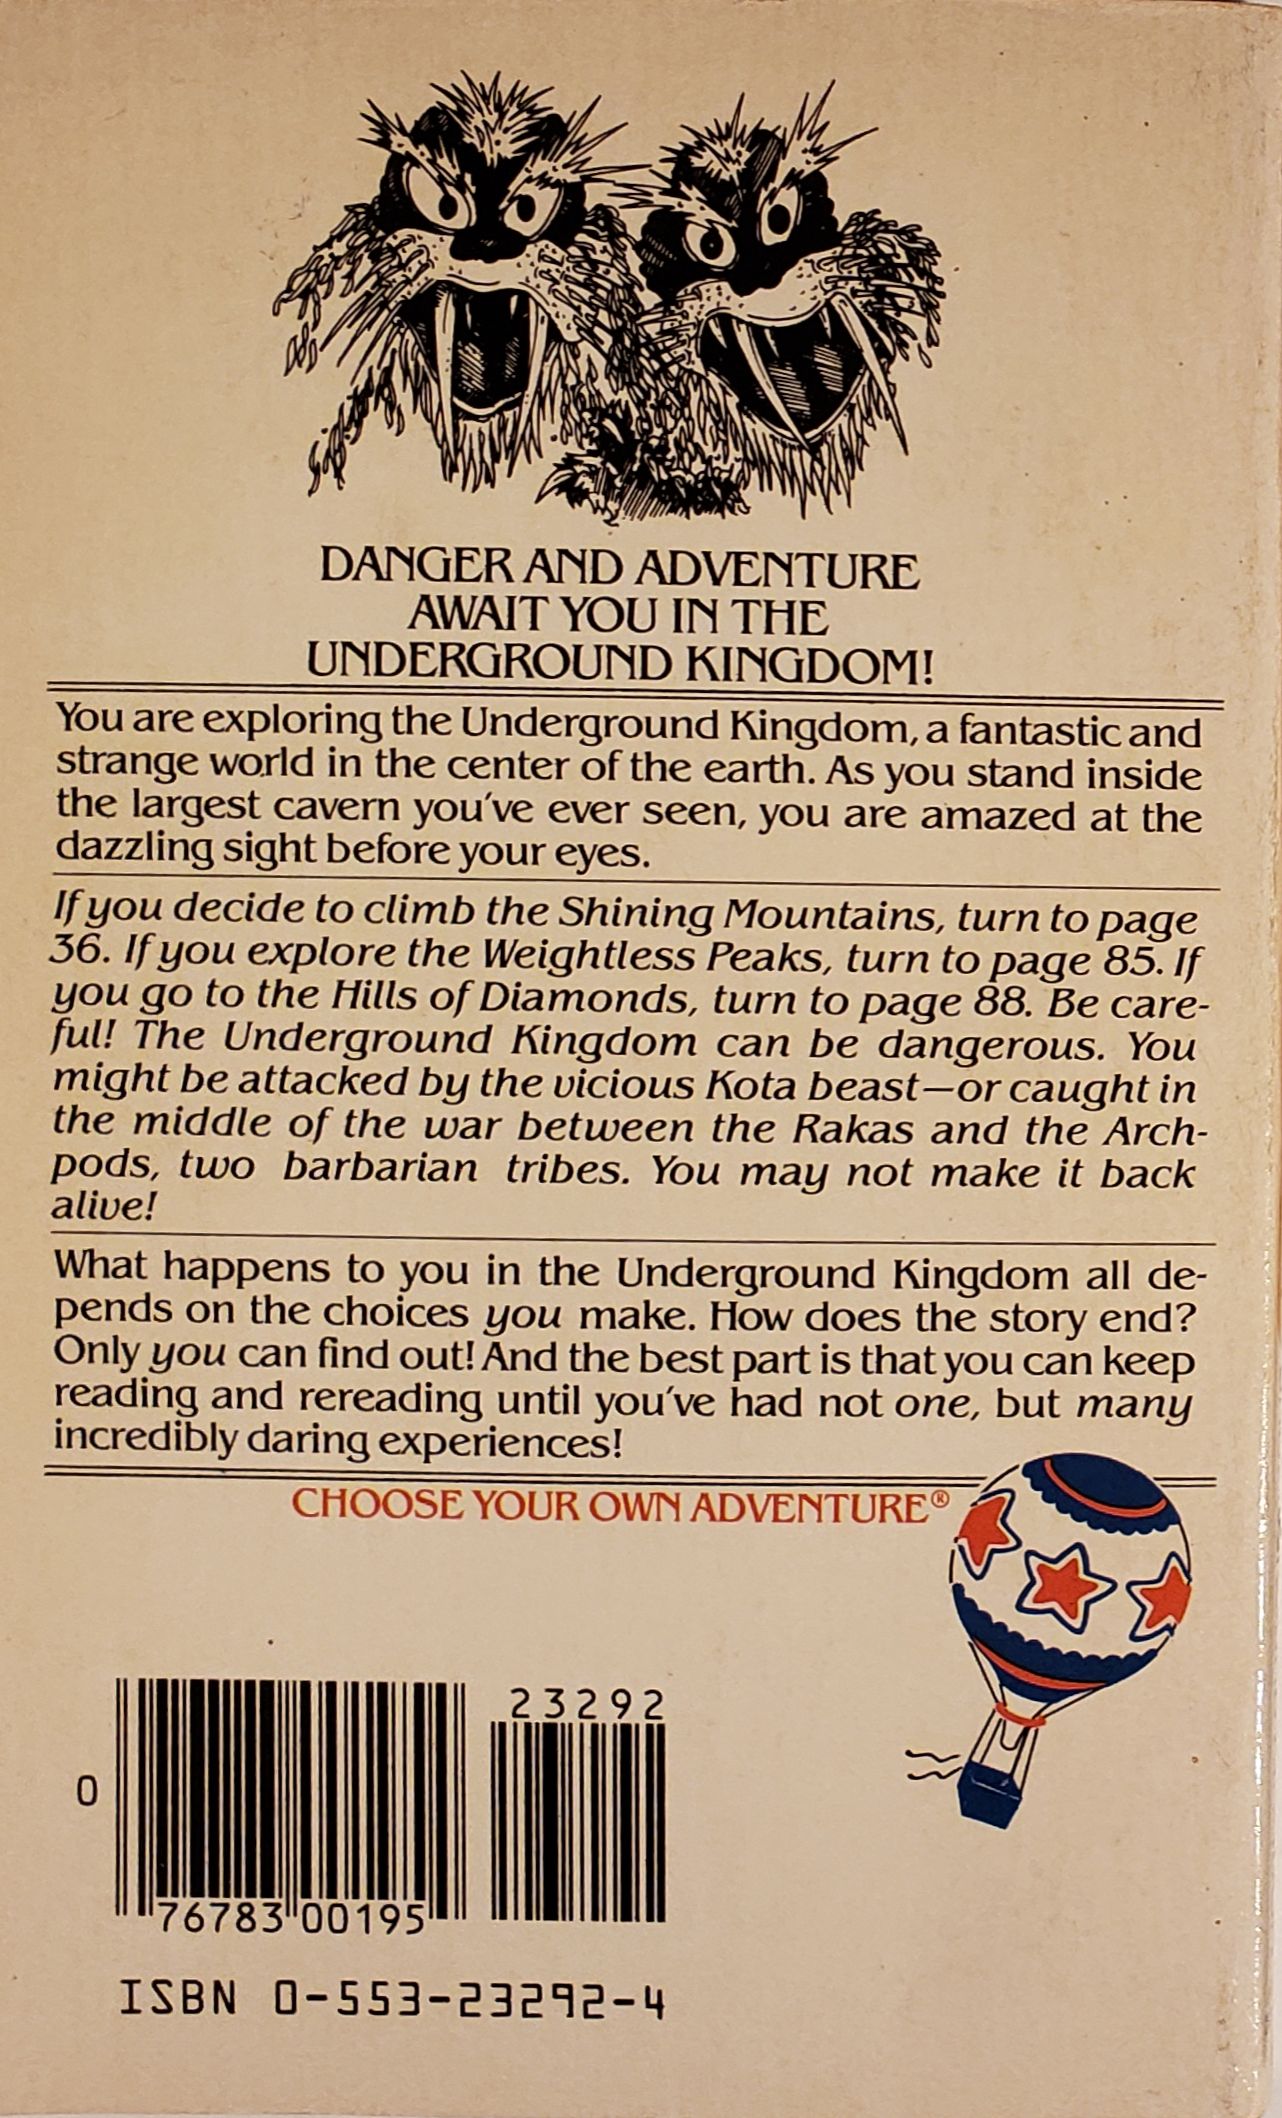 DANGER AND ADVENTURE
AWAIT YOU IN THE
UNDERGROUND KINGDOM!
You are exploring the Underground Kingdom, a fantastic and
strange world in the center of the earth. As you stand inside
the largest cavern you've ever seen, you are amazed at the
dazzling sight before your eyes.
If you decide to climb the Shining Mountains, turn to page
36. If you explore the Weightless Peaks, turn to page 85. If
you go to the Hills of Diamonds, turn to page 88. Be care-
ful! The Underground Kingdom can be dangerous. You
might be attacked by the vicious Kota beast—or caught in
the middle of the war between the Rakas and the Arch-
pods, two barbarian tribes. You may not make it back
alive!
What happens to you in the Underground Kingdom all de-
pends on the choices you make. How does the story end?
Only you can find out! And the best part is that you can keep
reading and rereading until you've had not one, but many
incredibly daring experiences!
CHOOSE YOUR OWN ADVENTURE®
23292
0
76783 00195
ISBN 0-553-23292-4